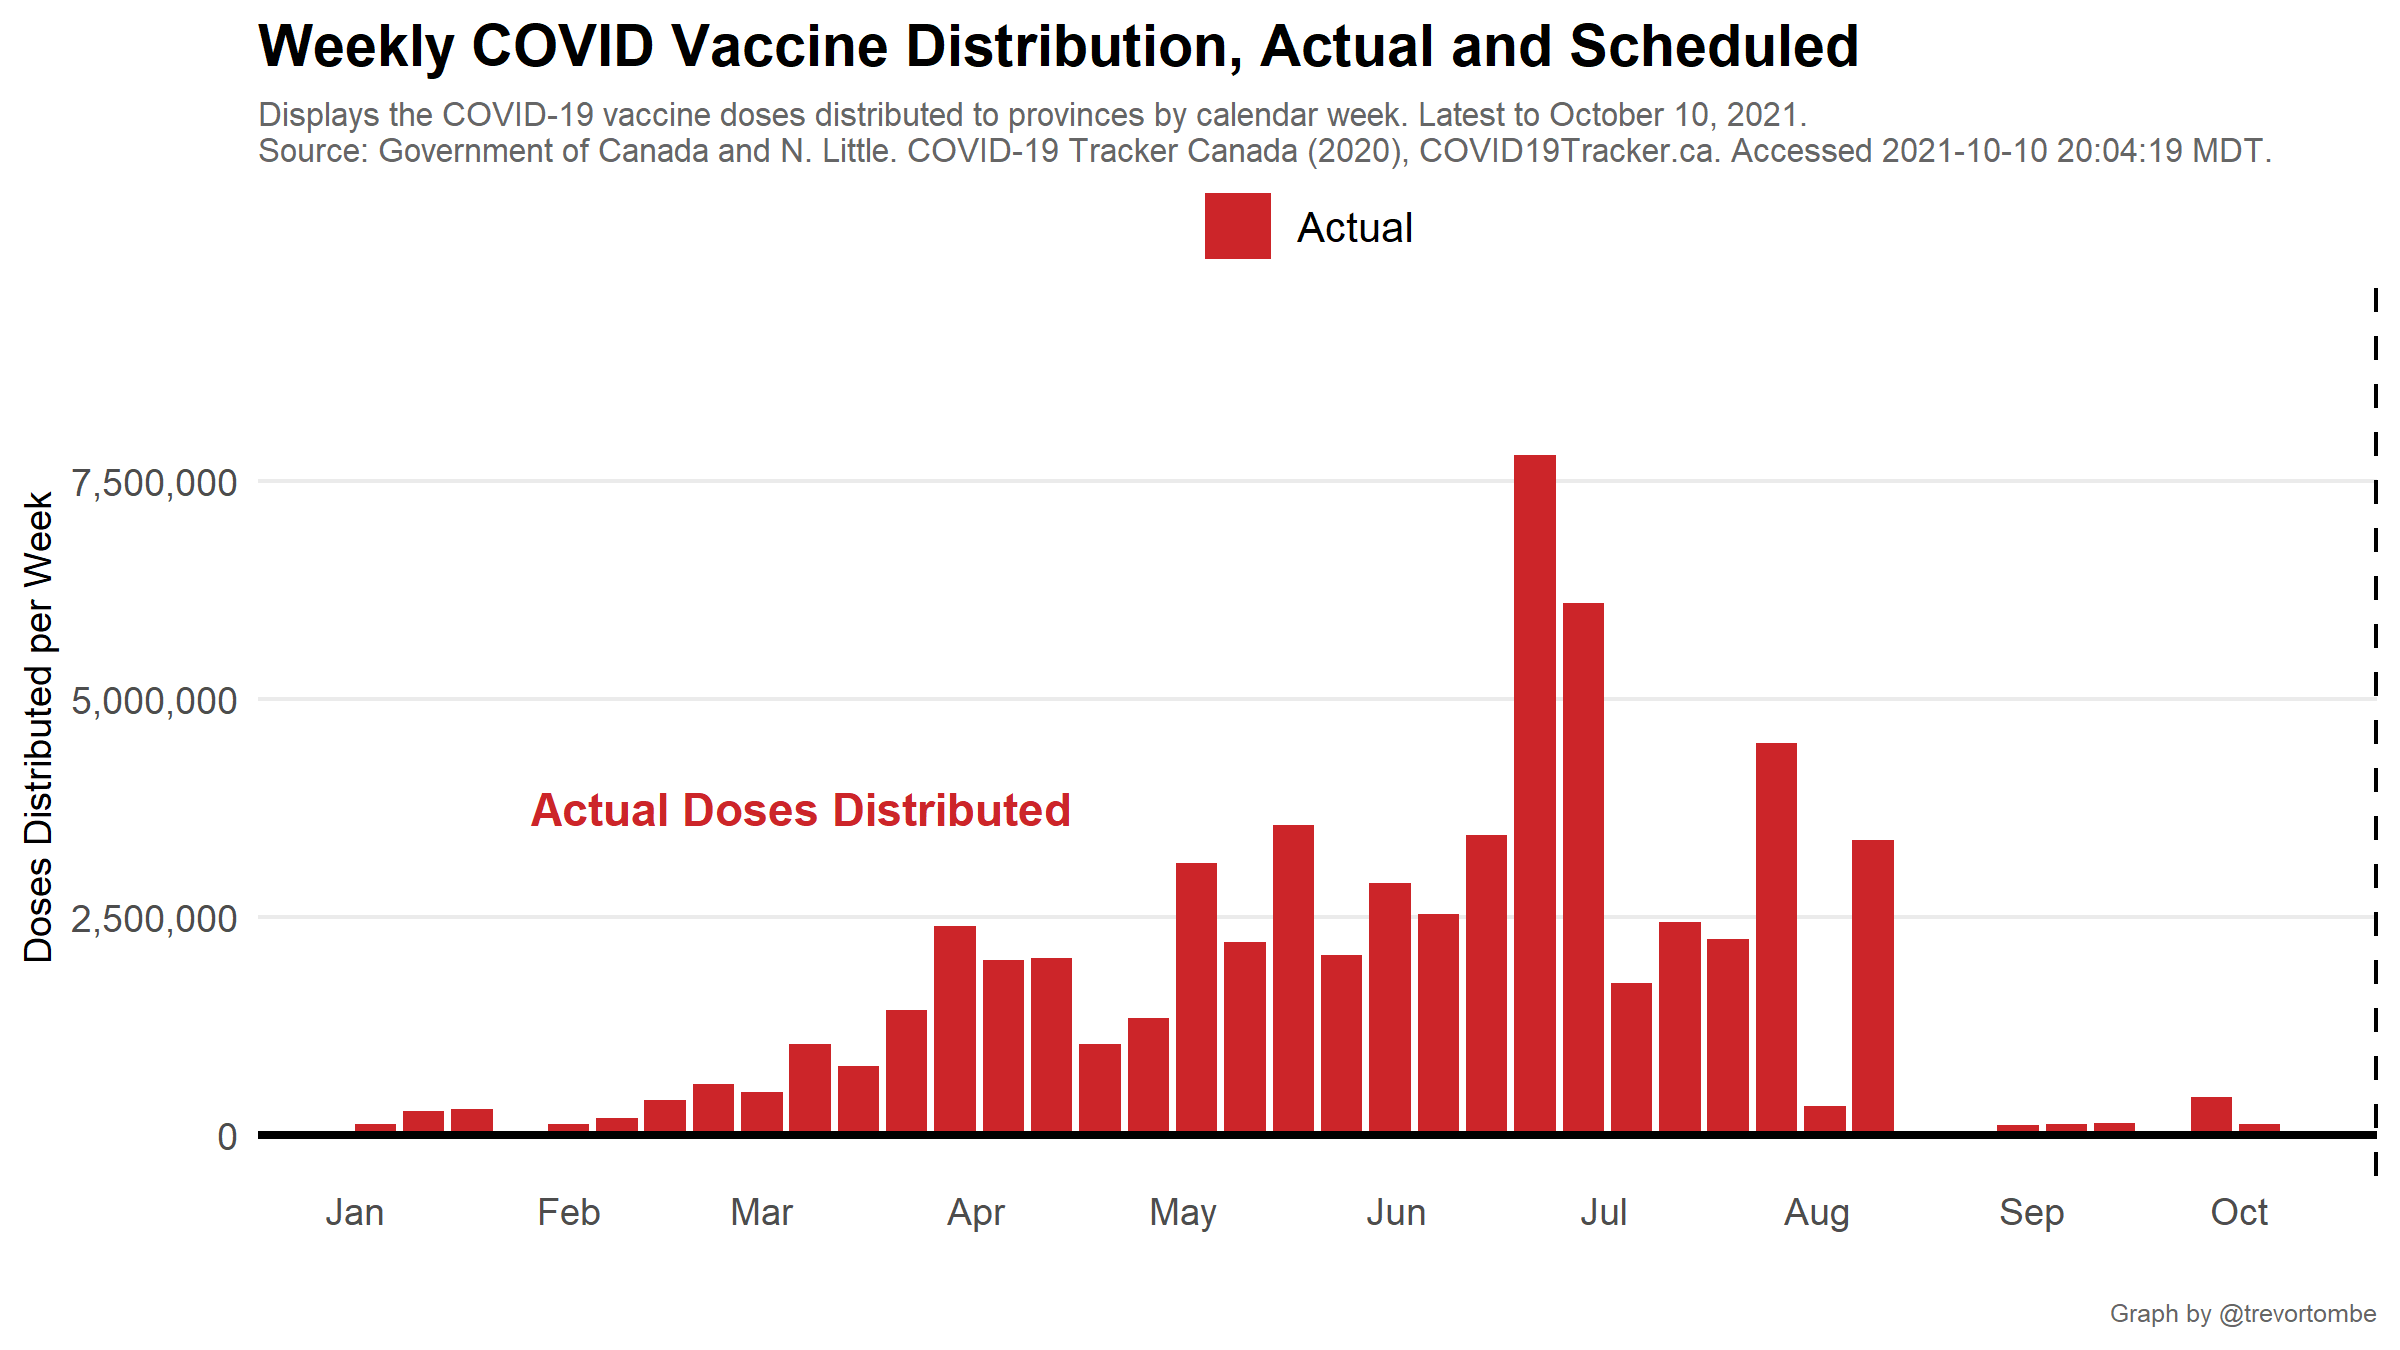 Weekly COVID Vaccine Distribution, Actual and Scheduled
Displays the COVID-19 vaccine doses distributed to provinces by calendar week. Latest to October 10, 2021.
Source: Government of Canada and N. Little. COVID-19 Tracker Canada (2020), COVID19Tracker.ca. Accessed 2021-10-10 20:04:19 MDT.
Actual
Doses Distributed per Week
7,500,000
5,000,000
2,500,000
0
Actual Doses Distributed
Jan Feb Mar Apr May Jun Jul Aug Sep Oct
Graph by @trevortombe